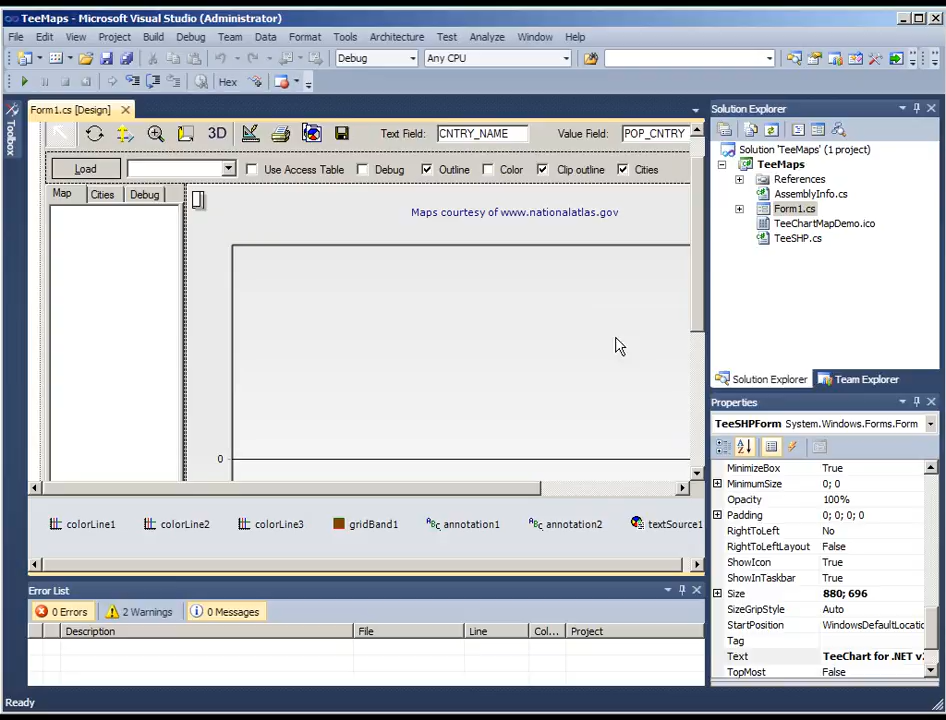 TeeMaps - Microsoft Visual Studio (Administrator)
File Edit View Project Build Debug Team Data Format Tools Architecture Test Analyze Window Help
Debug Any CPU
Hex
Form1.cs [Design]
Toolbox
3D Text Field: CNTRY_NAME Value Field: POP_CNTRY
Load Use Access Table Debug Outline Color Clip outline Cities
Map Cities Debug
Maps courtesy of www.nationalatlas.gov
0
colorLine1 colorLine2 colorLine3 gridBand1 annotation1 annotation2 textSource1
Error List
0 Errors 2 Warnings 0 Messages
Description File Line Col... Project
Solution Explorer
Solution 'TeeMaps' (1 project)
TeeMaps
References
AssemblyInfo.cs
Form1.cs
TeeChartMapDemo.ico
TeeSHP.cs
Solution Explorer Team Explorer
Properties
TeeSHPForm System.Windows.Forms.Form
MinimizeBox True
MinimumSize 0; 0
Opacity 100%
Padding 0; 0; 0; 0
RightToLeft No
RightToLeftLayout False
ShowIcon True
ShowInTaskbar True
Size 880; 696
SizeGripStyle Auto
StartPosition WindowsDefaultLocatio
Tag
Text TeeChart for .NET v2
TopMost False
Ready